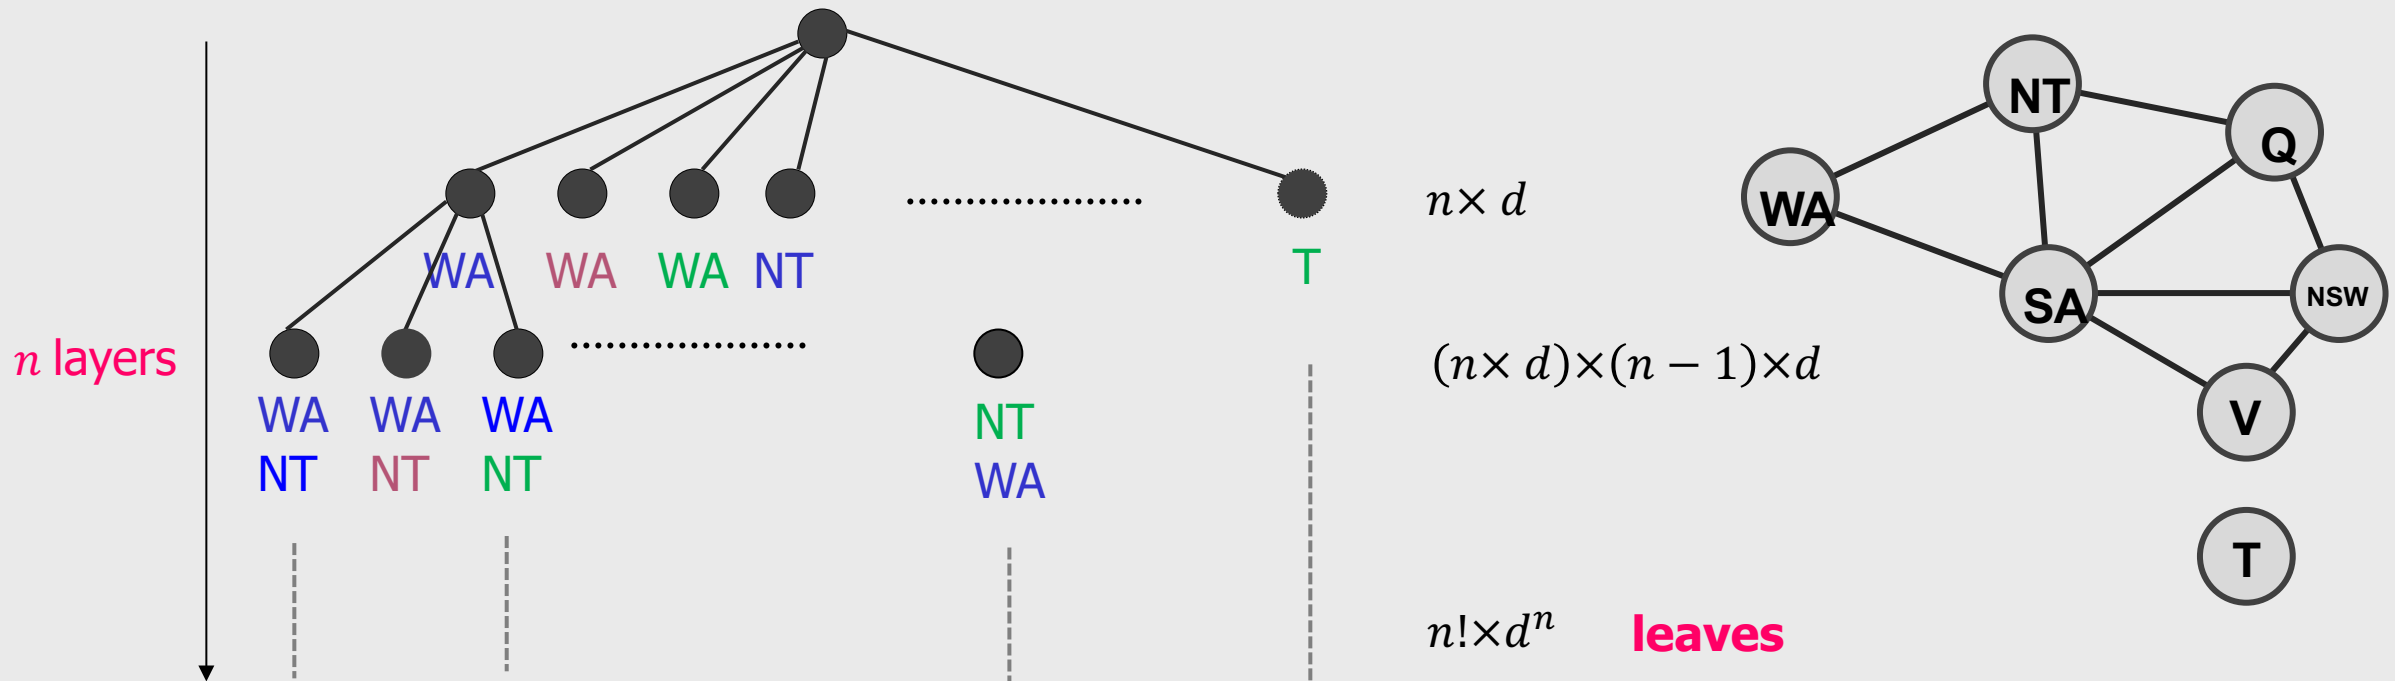 n× d
WA WA WA NT T
n layers
(n× d)×(n − 1)×d
WA WA WA NT
NT NT NT WA
n!×dⁿ leaves
NT
Q
WA
SA
NSW
V
T